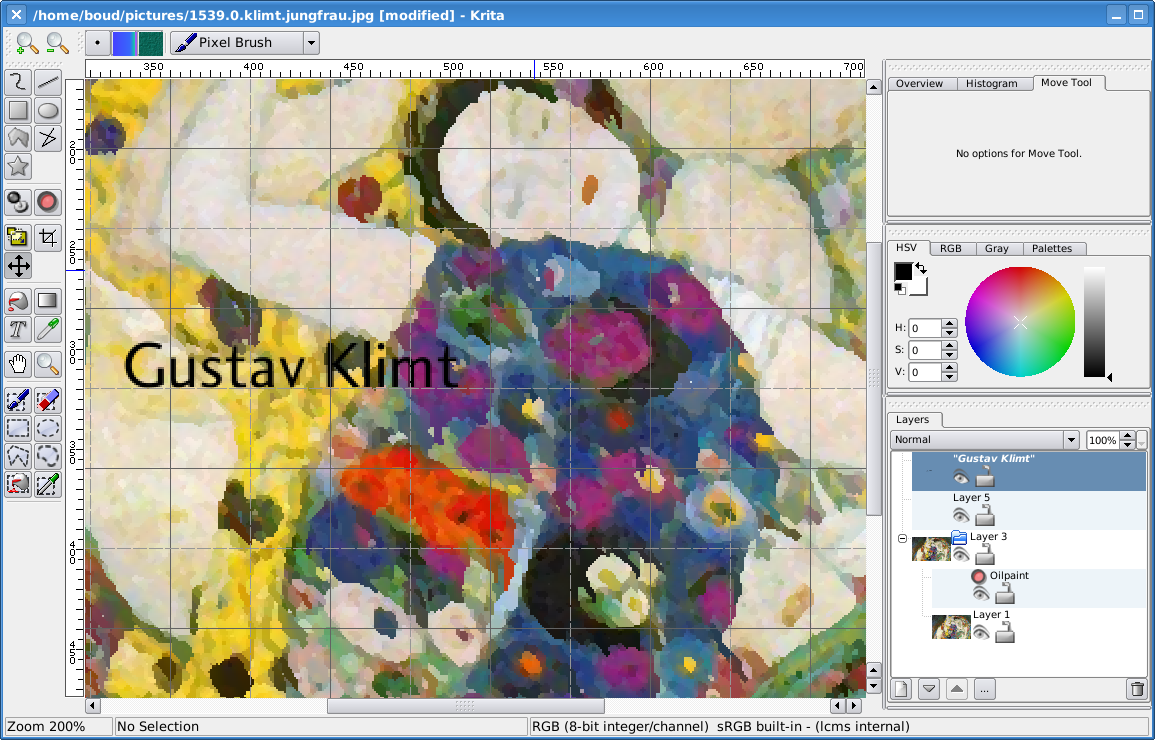 /home/boud/pictures/1539.0.klimt.jungfrau.jpg [modified] - Krita
Pixel Brush
350 400 450 500 550 600 650 700
200
250
300
350
400
450
Gustav Klimt
Overview Histogram Move Tool
No options for Move Tool.
HSV RGB Gray Palettes
H: 0
S: 0
V: 0
Layers
Normal 100%
"Gustav Klimt"
Layer 5
Layer 3
Oilpaint
Layer 1
...
Zoom 200% No Selection RGB (8-bit integer/channel) sRGB built-in - (lcms internal)